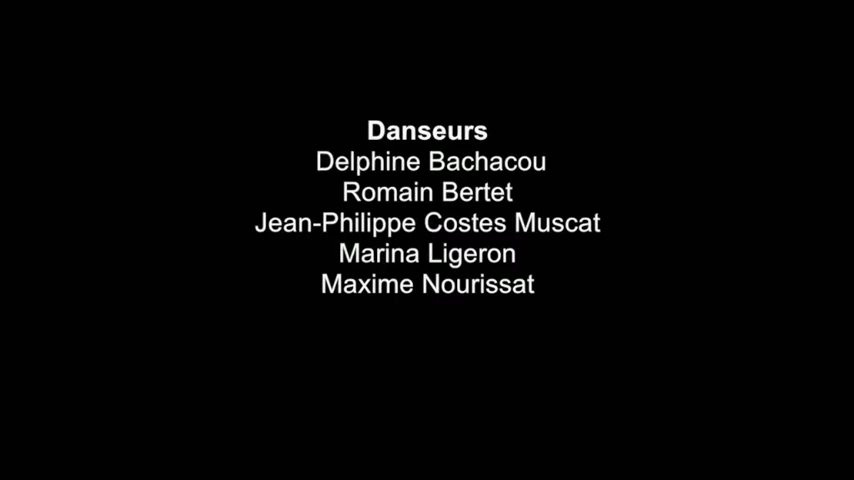 Danseurs
Delphine Bachacou
Romain Bertet
Jean-Philippe Costes Muscat
Marina Ligeron
Maxime Nourissat